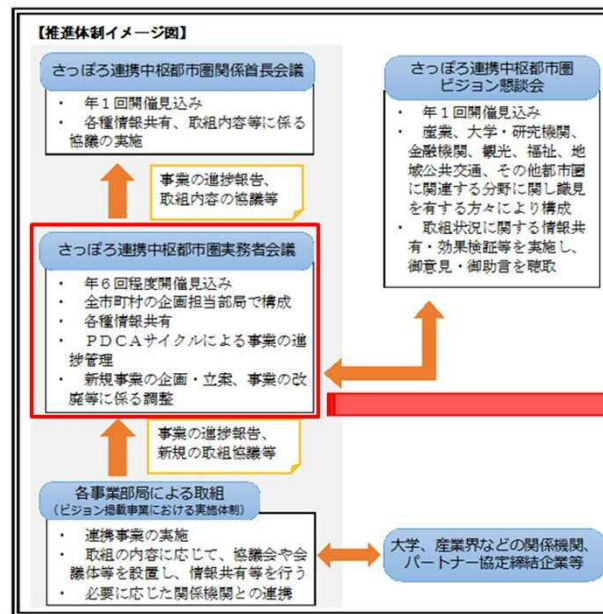 【推進体制イメージ図】
さっぽろ連携中枢都市圏関係首長会議
・ 年1回開催見込み
・ 各種情報共有、取組内容等に係る
協議の実施
事業の進捗報告、
取組内容の協議等
さっぽろ連携中枢都市圏実務者会議
・ 年6回程度開催見込み
・ 全市町村の企画担当部局で構成
・ 各種情報共有
・ PDCAサイクルによる事業の進
捗管理
・ 新規事業の企画・立案、事業の改
廃等に係る調整
事業の進捗報告、
新規の取組協議等
各事業部局による取組
(ビジョン掲載事業における実施体制)
・ 連携事業の実施
・ 取組の内容に応じて、協議会や会
議体等を設置し、情報共有等を行う
・ 必要に応じた関係機関との連携
さっぽろ連携中枢都市圏
ビジョン懇談会
・ 年1回開催見込み
・ 産業、大学・研究機関、
金融機関、観光、福祉、地
域公共交通、その他都市圏
に関連する分野に関し識見
を有する方々により構成
・ 取組状況に関する情報共
有・効果検証等を実施し、
御意見・御助言を聴取
大学、産業界などの関係機関、
パートナー協定締結企業等